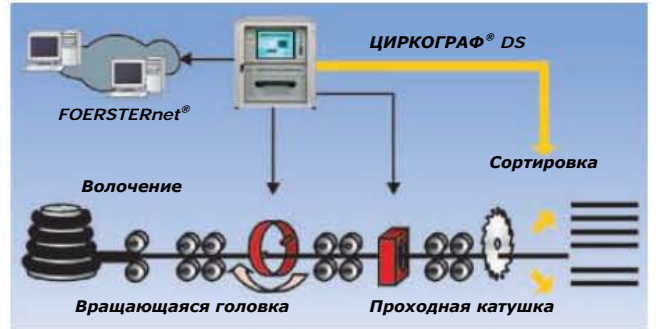 ЦИРКОГРАФ® DS
FOERSTERnet®
Сортировка
Волочение
Вращающаяся головка
Проходная катушка